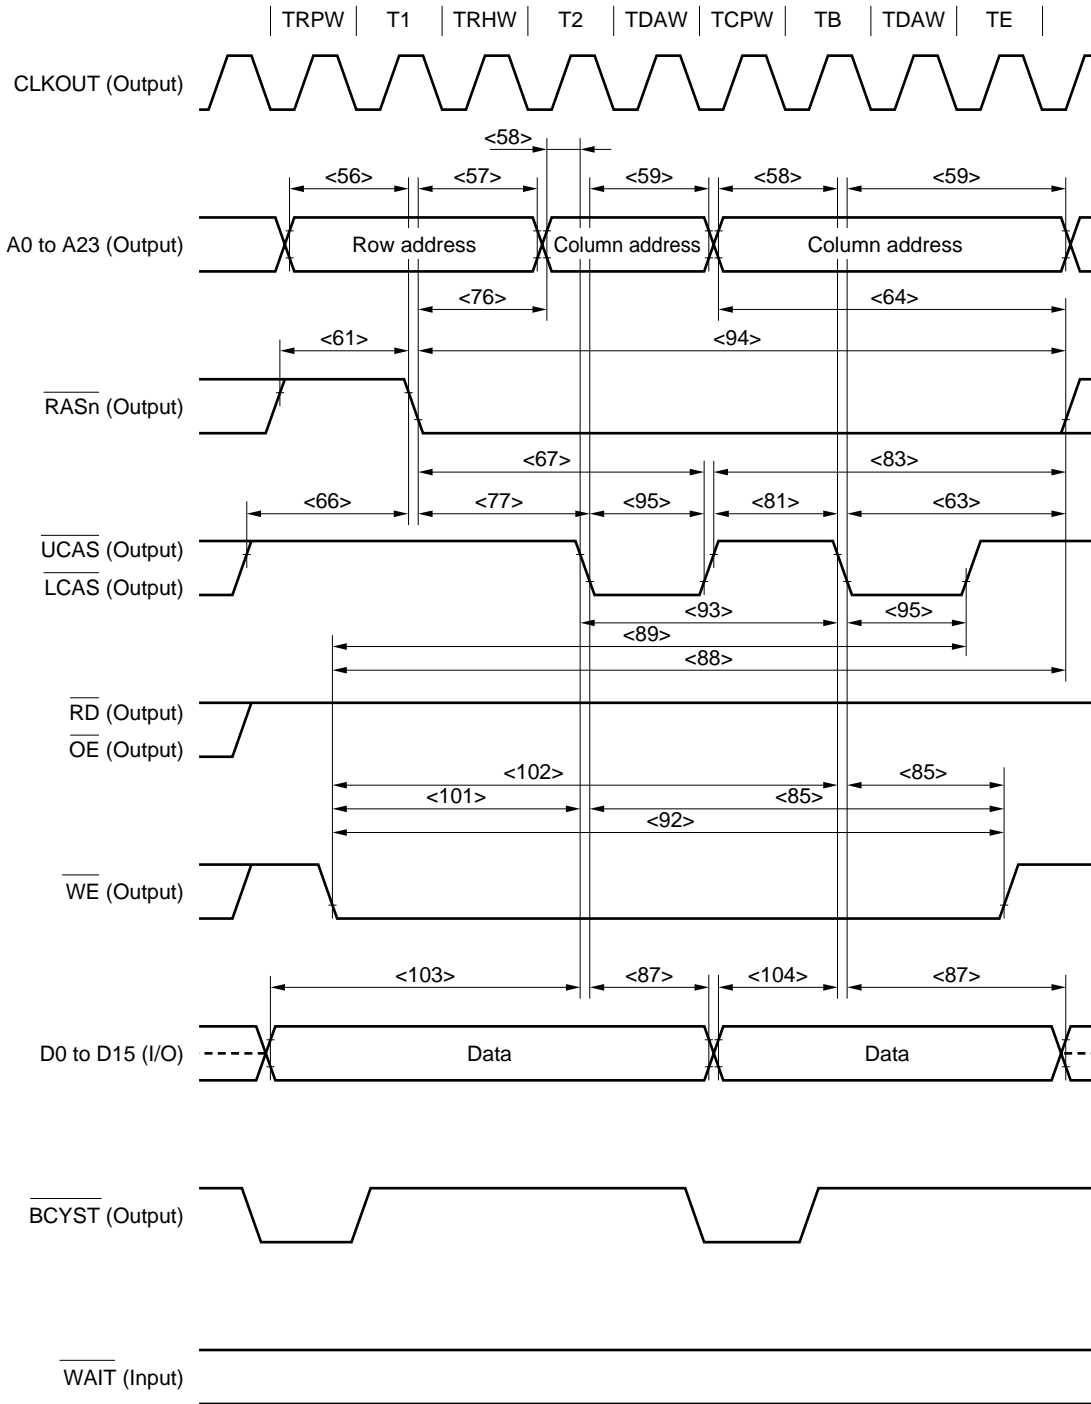 TRPW T1 TRHW T2 TDAW TCPW TB TDAW TE
CLKOUT (Output)
<58>
<56> <57> <59> <58> <59>
A0 to A23 (Output) Row address Column address Column address
<76> <64>
<61> <94>
RASn (Output)
<67> <83>
<66> <77> <95> <81> <63>
UCAS (Output)
LCAS (Output)
<93> <95>
<89>
<88>
RD (Output)
OE (Output)
<102> <85>
<101> <85>
<92>
WE (Output)
<103> <87> <104> <87>
D0 to D15 (I/O) Data Data
BCYST (Output)
WAIT (Input)